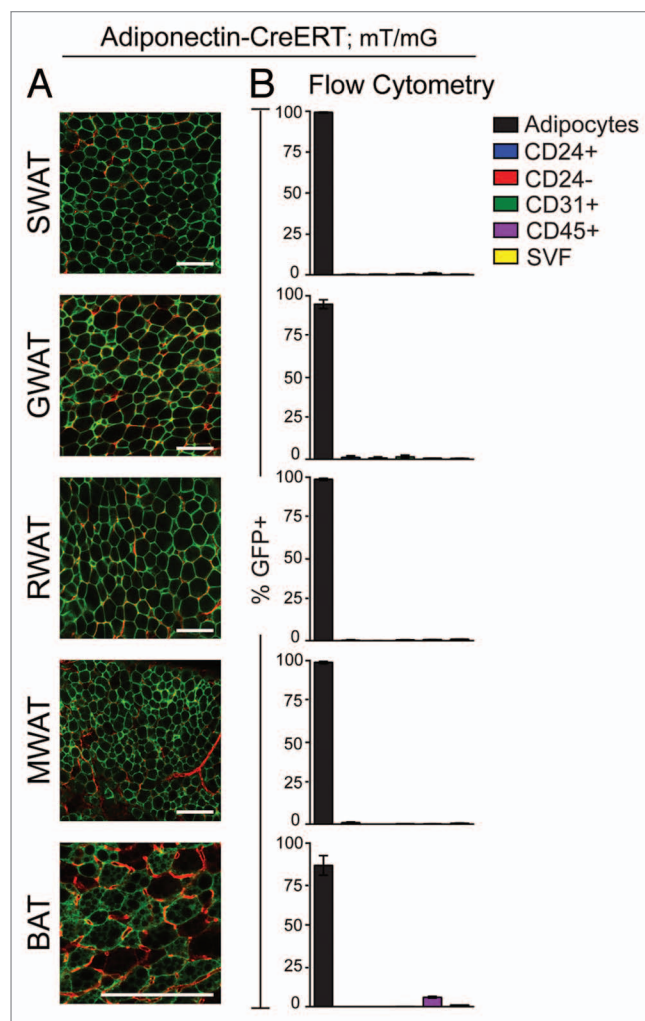 Adiponectin-CreERT; mT/mG
A
B
Flow Cytometry
Adipocytes
CD24+
CD24-
CD31+
CD45+
SVF
SWAT
100
75
50
25
0
GWAT
100
75
50
25
0
RWAT
100
75
50
25
0
% GFP+
MWAT
100
75
50
25
0
BAT
100
75
50
25
0